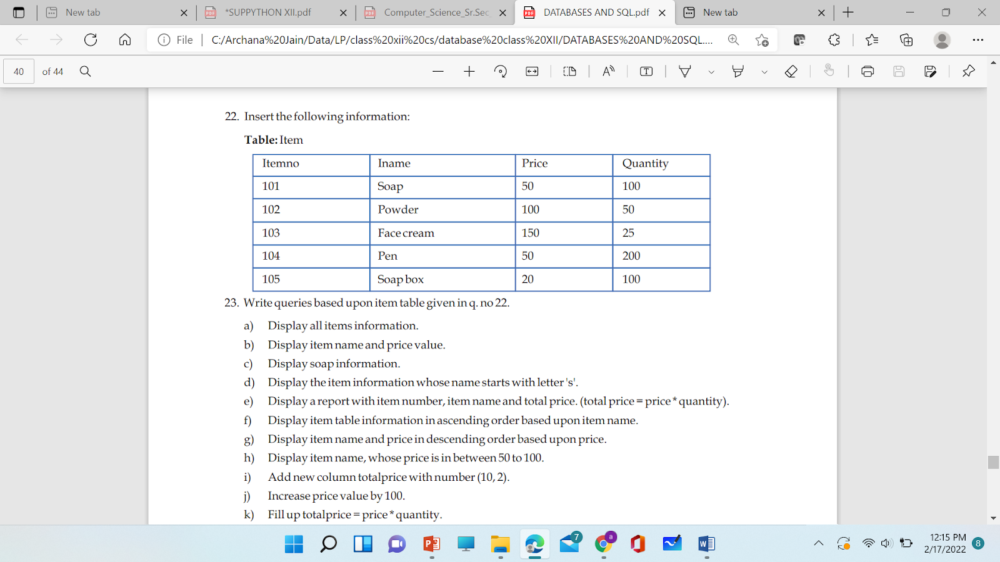 New tab
*SUPPYTHON XII.pdf
Computer_Science_Sr.Sec
DATABASES AND SQL.pdf
New tab
File
C:/Archana%20Jain/Data/LP/class%20xii%20cs/database%20class%20XII/DATABASES%20AND%20SQL....
40 of 44
22. Insert the following information:
Table: Item
Itemno Iname Price Quantity
101 Soap 50 100
102 Powder 100 50
103 Face cream 150 25
104 Pen 50 200
105 Soap box 20 100
23. Write queries based upon item table given in q. no 22.
a) Display all items information.
b) Display item name and price value.
c) Display soap information.
d) Display the item information whose name starts with letter 's'.
e) Display a report with item number, item name and total price. (total price = price * quantity).
f) Display item table information in ascending order based upon item name.
g) Display item name and price in descending order based upon price.
h) Display item name, whose price is in between 50 to 100.
i) Add new column totalprice with number (10, 2).
j) Increase price value by 100.
k) Fill up totalprice = price * quantity.
7
a
12:15 PM
2/17/2022
8